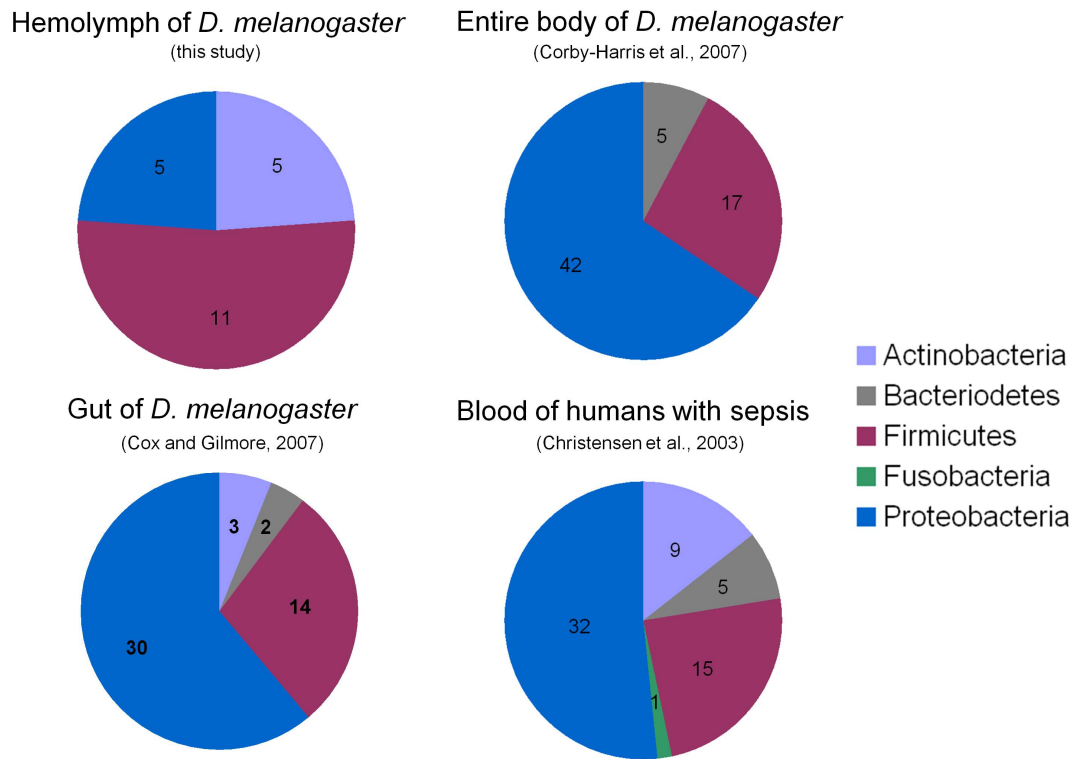 Hemolymph of D. melanogaster
(this study)
5
5
11
Entire body of D. melanogaster
(Corby-Harris et al., 2007)
5
17
42
Gut of D. melanogaster
(Cox and Gilmore, 2007)
3
2
14
30
Blood of humans with sepsis
(Christensen et al., 2003)
9
5
32
15
1
Actinobacteria
Bacteriodetes
Firmicutes
Fusobacteria
Proteobacteria